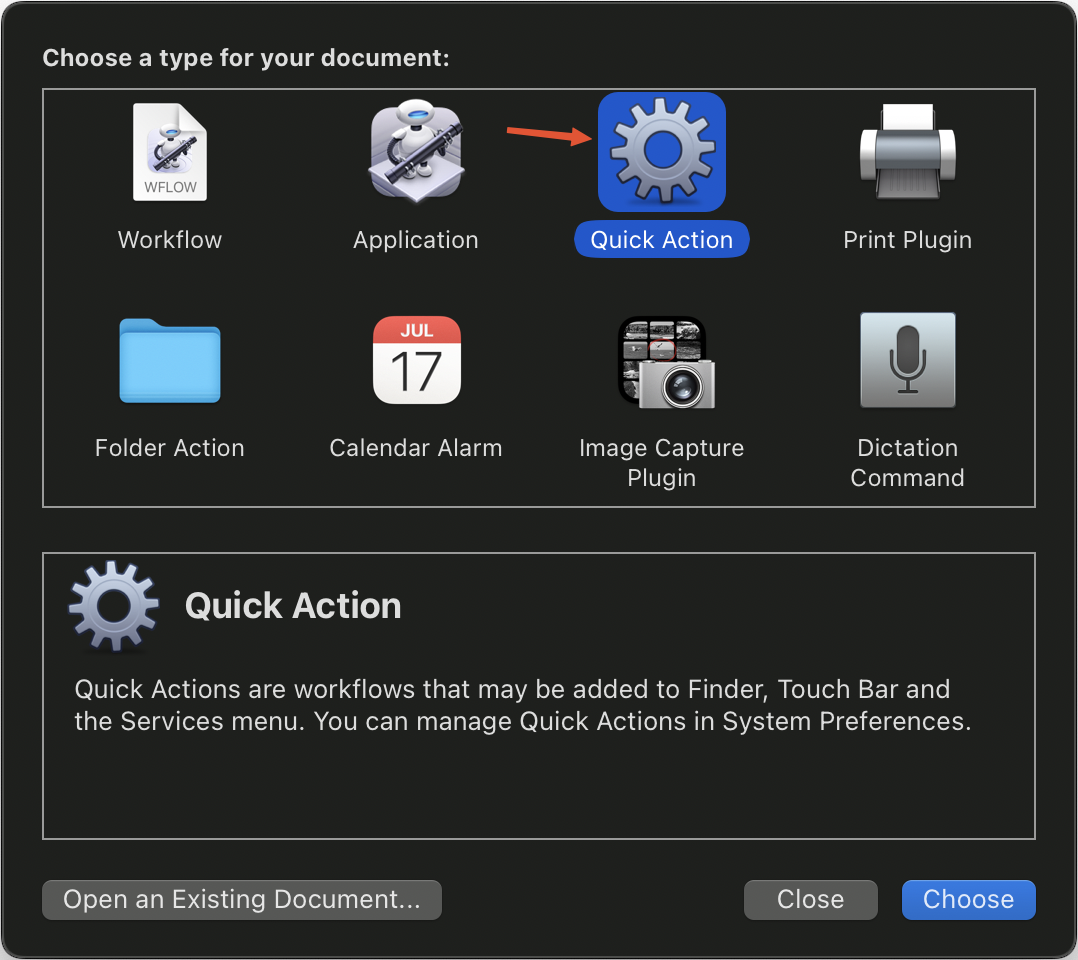 Choose a type for your document:
WFLOW
Workflow
Application
Quick Action
Print Plugin
JUL
17
Folder Action
Calendar Alarm
Image Capture
Plugin
Dictation
Command
Quick Action
Quick Actions are workflows that may be added to Finder, Touch Bar and
the Services menu. You can manage Quick Actions in System Preferences.
Open an Existing Document...
Close
Choose